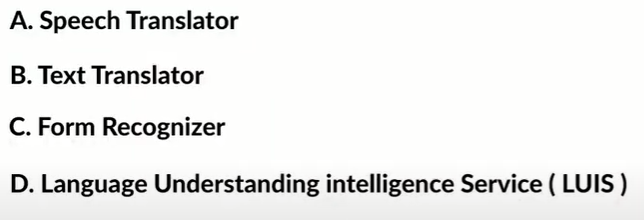 A. Speech Translator
B. Text Translator
C. Form Recognizer
D. Language Understanding intelligence Service ( LUIS )